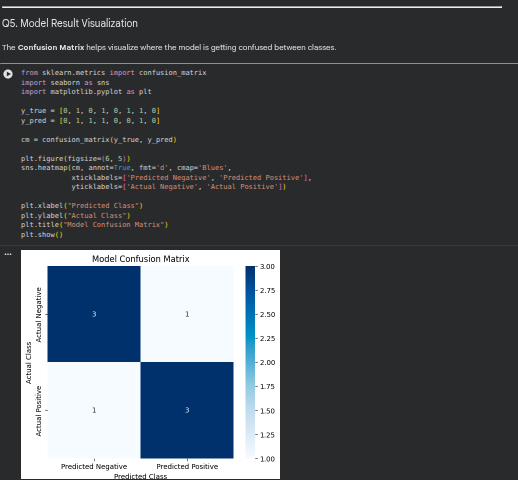 Q5. Model Result Visualization
The Confusion Matrix helps visualize where the model is getting confused between classes.
from sklearn.metrics import confusion_matrix
import seaborn as sns
import matplotlib.pyplot as plt
y_true = [0, 1, 0, 1, 0, 1, 1, 0]
y_pred = [0, 1, 1, 1, 0, 0, 1, 0]
cm = confusion_matrix(y_true, y_pred)
plt.figure(figsize=(6, 5))
sns.heatmap(cm, annot=True, fmt='d', cmap='Blues',
xticklabels=['Predicted Negative', 'Predicted Positive'],
yticklabels=['Actual Negative', 'Actual Positive'])
plt.xlabel("Predicted Class")
plt.ylabel("Actual Class")
plt.title("Model Confusion Matrix")
plt.show()
...
Model Confusion Matrix
Actual Class
Actual Negative
3
1
Actual Positive
1
3
Predicted Negative
Predicted Positive
Predicted Class
3.00
2.75
2.50
2.25
2.00
1.75
1.50
1.25
1.00